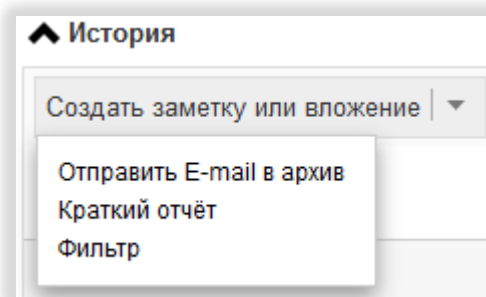 История
Создать заметку или вложение
Отправить E-mail в архив
Краткий отчёт
Фильтр